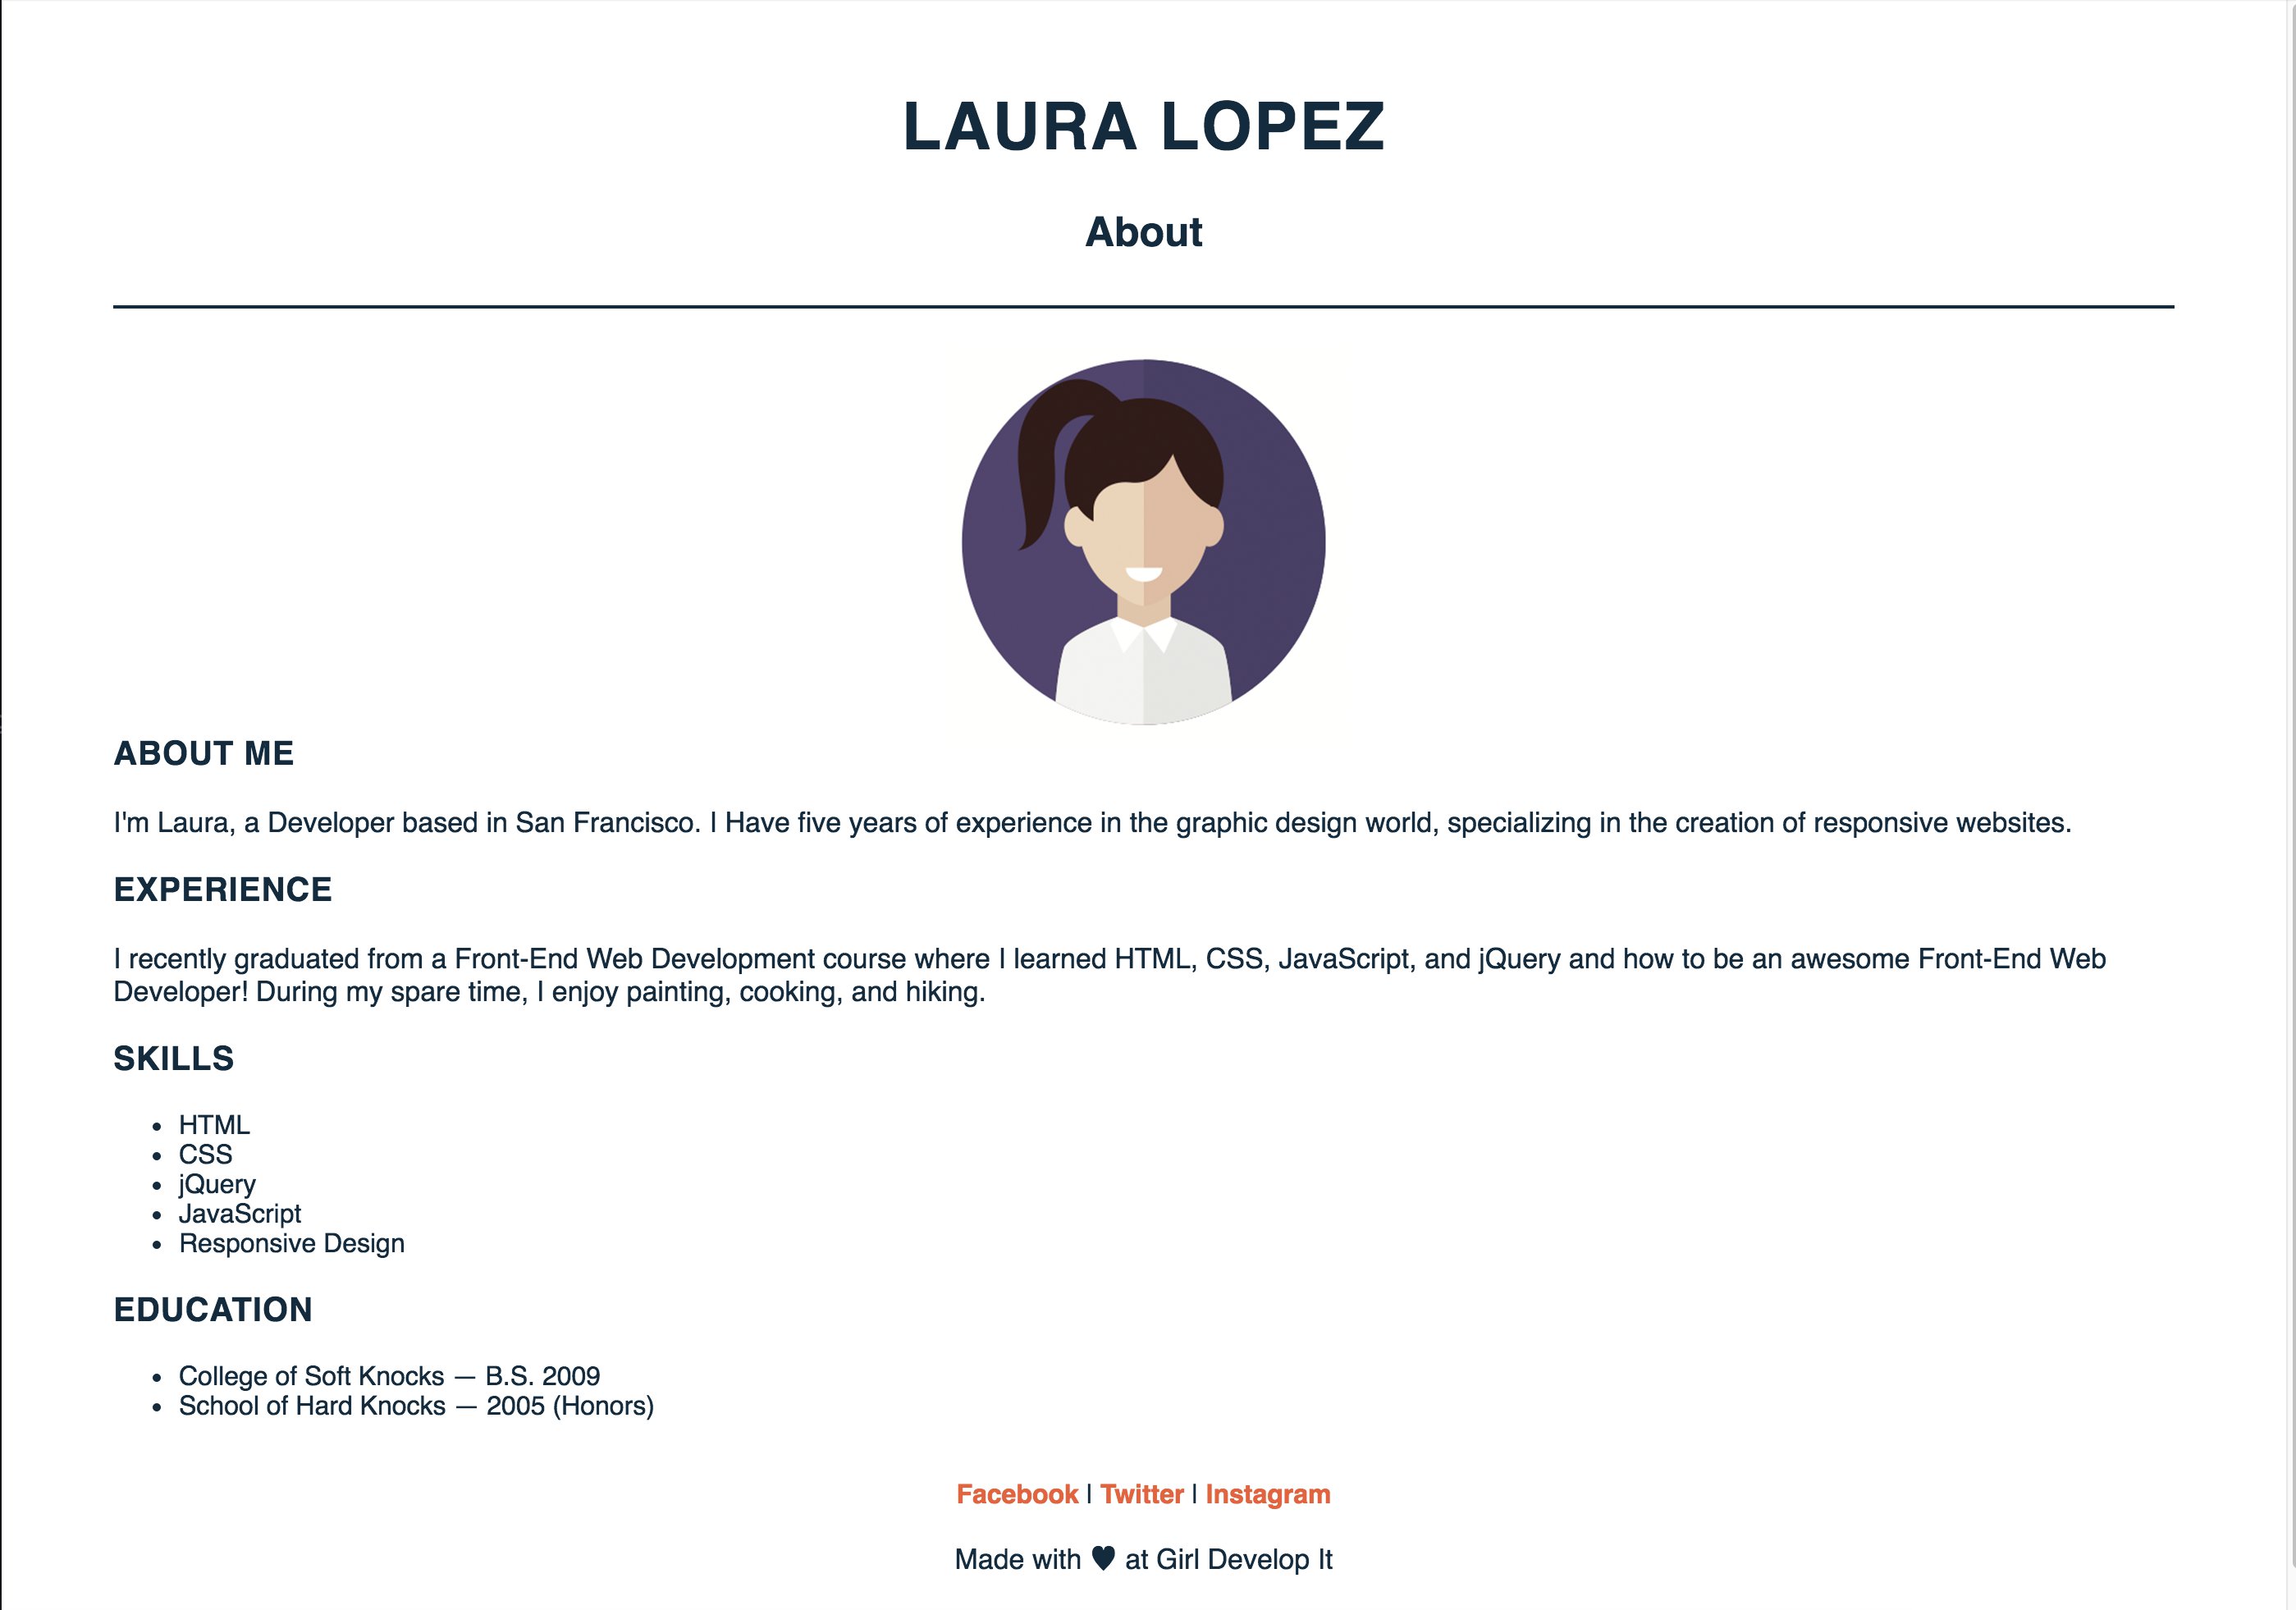 LAURA LOPEZ
About
ABOUT ME
I'm Laura, a Developer based in San Francisco. I Have five years of experience in the graphic design world, specializing in the creation of responsive websites.
EXPERIENCE
I recently graduated from a Front-End Web Development course where I learned HTML, CSS, JavaScript, and jQuery and how to be an awesome Front-End Web
Developer! During my spare time, I enjoy painting, cooking, and hiking.
SKILLS
• HTML
• CSS
• jQuery
• JavaScript
• Responsive Design
EDUCATION
• College of Soft Knocks — B.S. 2009
• School of Hard Knocks — 2005 (Honors)
Facebook | Twitter | Instagram
Made with ♥ at Girl Develop It